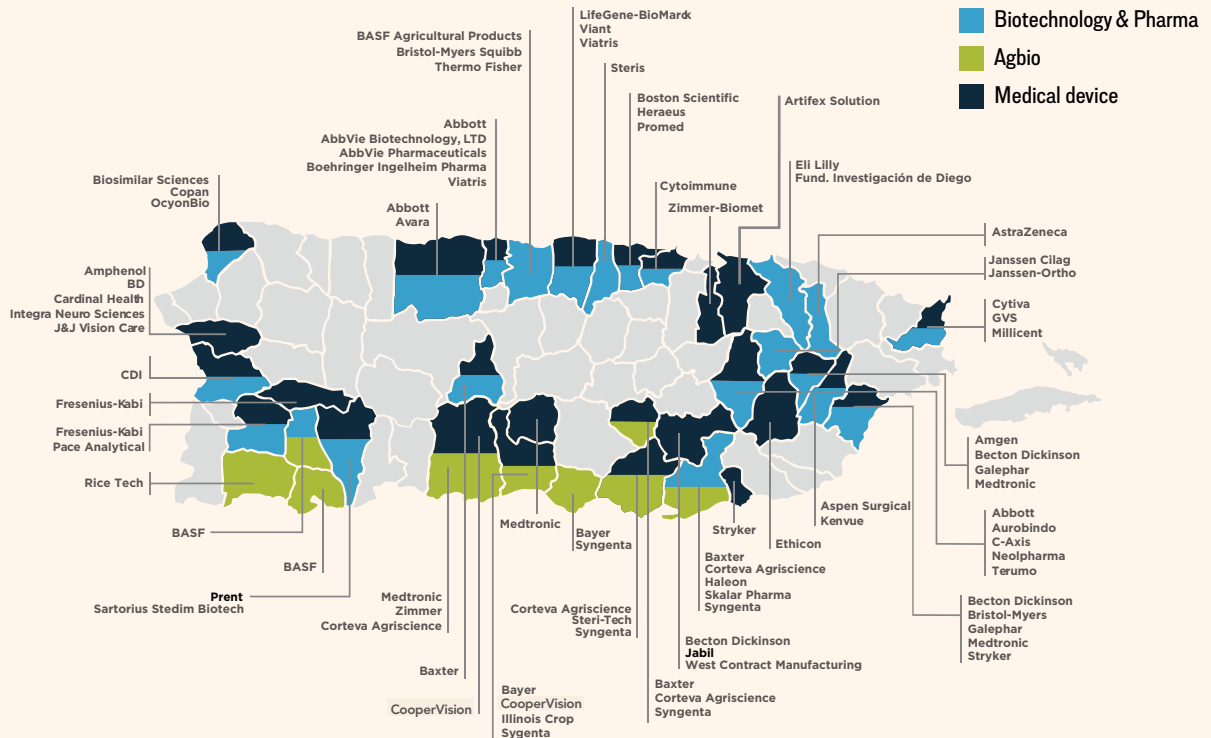 LifeGene-BioMark
Viant
Viatris
Biotechnology & Pharma
Agbio
Medical device
BASF Agricultural Products
Bristol-Myers Squibb
Thermo Fisher
Steris
Boston Scientific
Heraeus
Promed
Artifex Solution
Abbott
AbbVie Biotechnology, LTD
AbbVie Pharmaceuticals
Boehringer Ingelheim Pharma
Viatris
Eli Lilly
Fund. Investigación de Diego
Biosimilar Sciences
Copan
OcyonBio
Cytoimmune
Zimmer-Biomet
Abbott
Avara
AstraZeneca
Janssen Cilag
Janssen-Ortho
Amphenol
BD
Cardinal Health
Integra Neuro Sciences
J&J Vision Care
Cytiva
GVS
Millicent
CDI
Fresenius-Kabi
Fresenius-Kabi
Pace Analytical
Amgen
Becton Dickinson
Galephar
Medtronic
Rice Tech
Aspen Surgical
Kenvue
Abbott
Aurobindo
C-Axis
Neolpharma
Terumo
BASF
Medtronic
Bayer
Syngenta
Stryker
Ethicon
BASF
Baxter
Corteva Agriscience
Haleon
Skalar Pharma
Syngenta
Prent
Sartorius Stedim Biotech
Medtronic
Zimmer
Corteva Agriscience
Corteva Agriscience
Steri-Tech
Syngenta
Becton Dickinson
Bristol-Myers
Galephar
Medtronic
Stryker
Becton Dickinson
Jabil
West Contract Manufacturing
Baxter
Baxter
Corteva Agriscience
Syngenta
CooperVision
Bayer
CooperVision
Illinois Crop
Sygenta